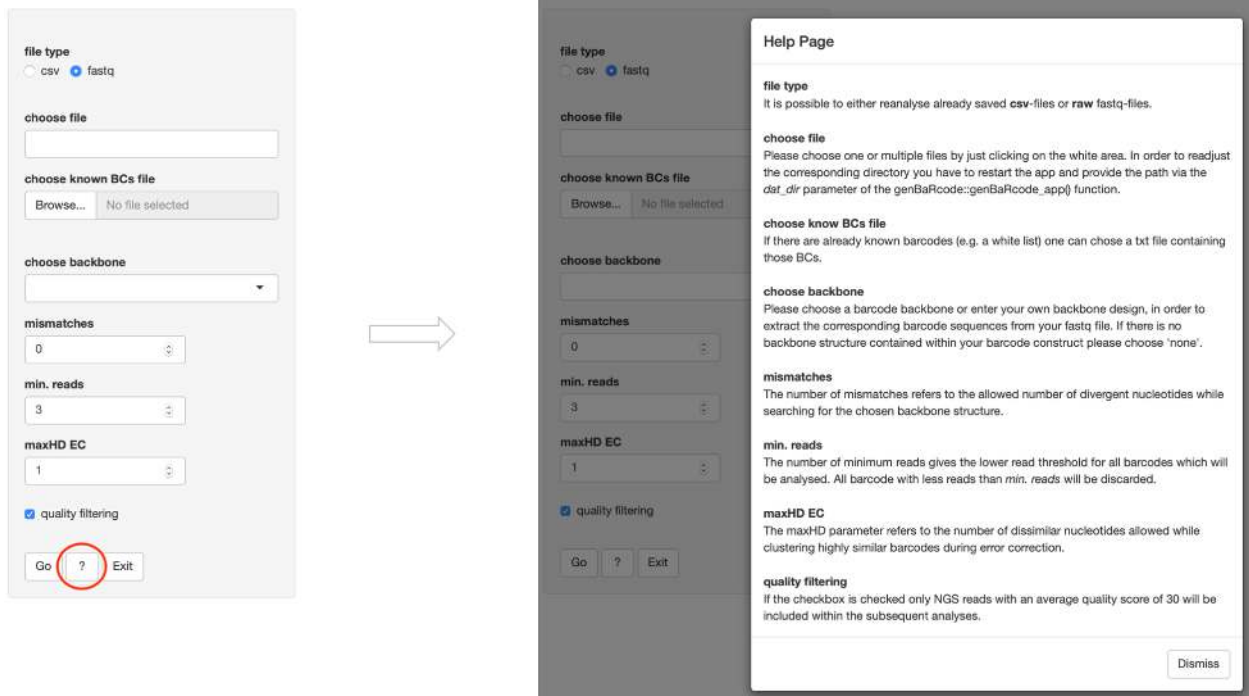 file type
csv fastq
choose file
choose known BCs file
Browse... No file selected
choose backbone
mismatches
0
min. reads
3
maxHD EC
1
quality filtering
Go ? Exit
file type
csv fastq
choose file
choose known BCs file
Browse... No file selected
choose backbone
mismatches
0
min. reads
3
maxHD EC
1
quality filtering
Go ? Exit
Help Page
file type
It is possible to either reanalyse already saved csv-files or raw fastq-files.
choose file
Please choose one or multiple files by just clicking on the white area. In order to readjust
the corresponding directory you have to restart the app and provide the path via the
dat_dir parameter of the genBaRcode::genBaRcode_app() function.
choose know BCs file
If there are already known barcodes (e.g. a white list) one can chose a txt file containing
those BCs.
choose backbone
Please choose a barcode backbone or enter your own backbone design, in order to
extract the corresponding barcode sequences from your fastq file. If there is no
backbone structure contained within your barcode construct please choose 'none'.
mismatches
The number of mismatches refers to the allowed number of divergent nucleotides while
searching for the chosen backbone structure.
min. reads
The number of minimum reads gives the lower read threshold for all barcodes which will
be analysed. All barcode with less reads than min. reads will be discarded.
maxHD EC
The maxHD parameter refers to the number of dissimilar nucleotides allowed while
clustering highly similar barcodes during error correction.
quality filtering
If the checkbox is checked only NGS reads with an average quality score of 30 will be
included within the subsequent analyses.
Dismiss